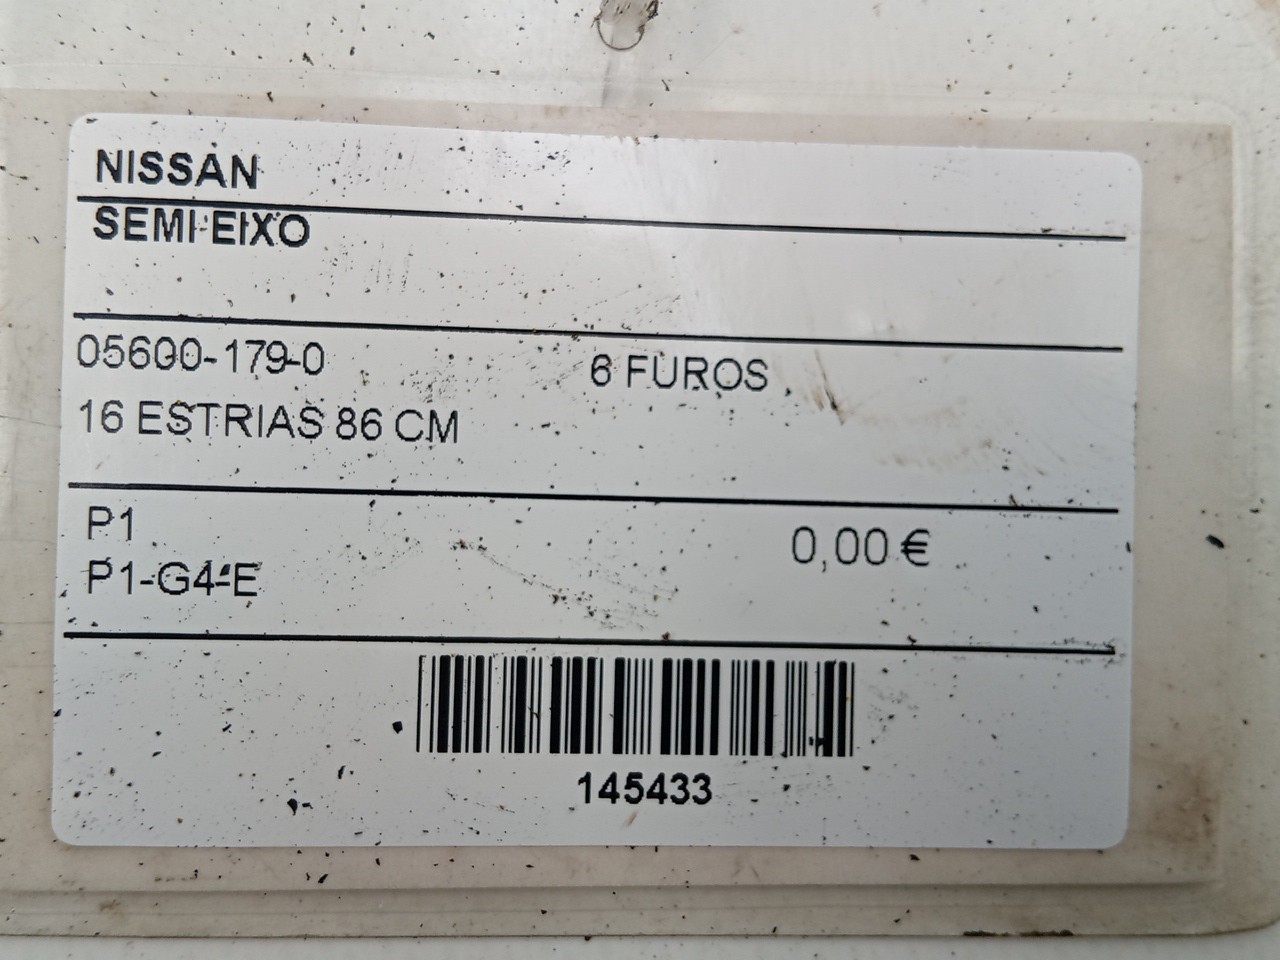 NISSAN
SEMI-EIXO
05600-179-0 6 FUROS
16 ESTRIAS 86 CM
P1 0,00 €
P1-G4-E
145433